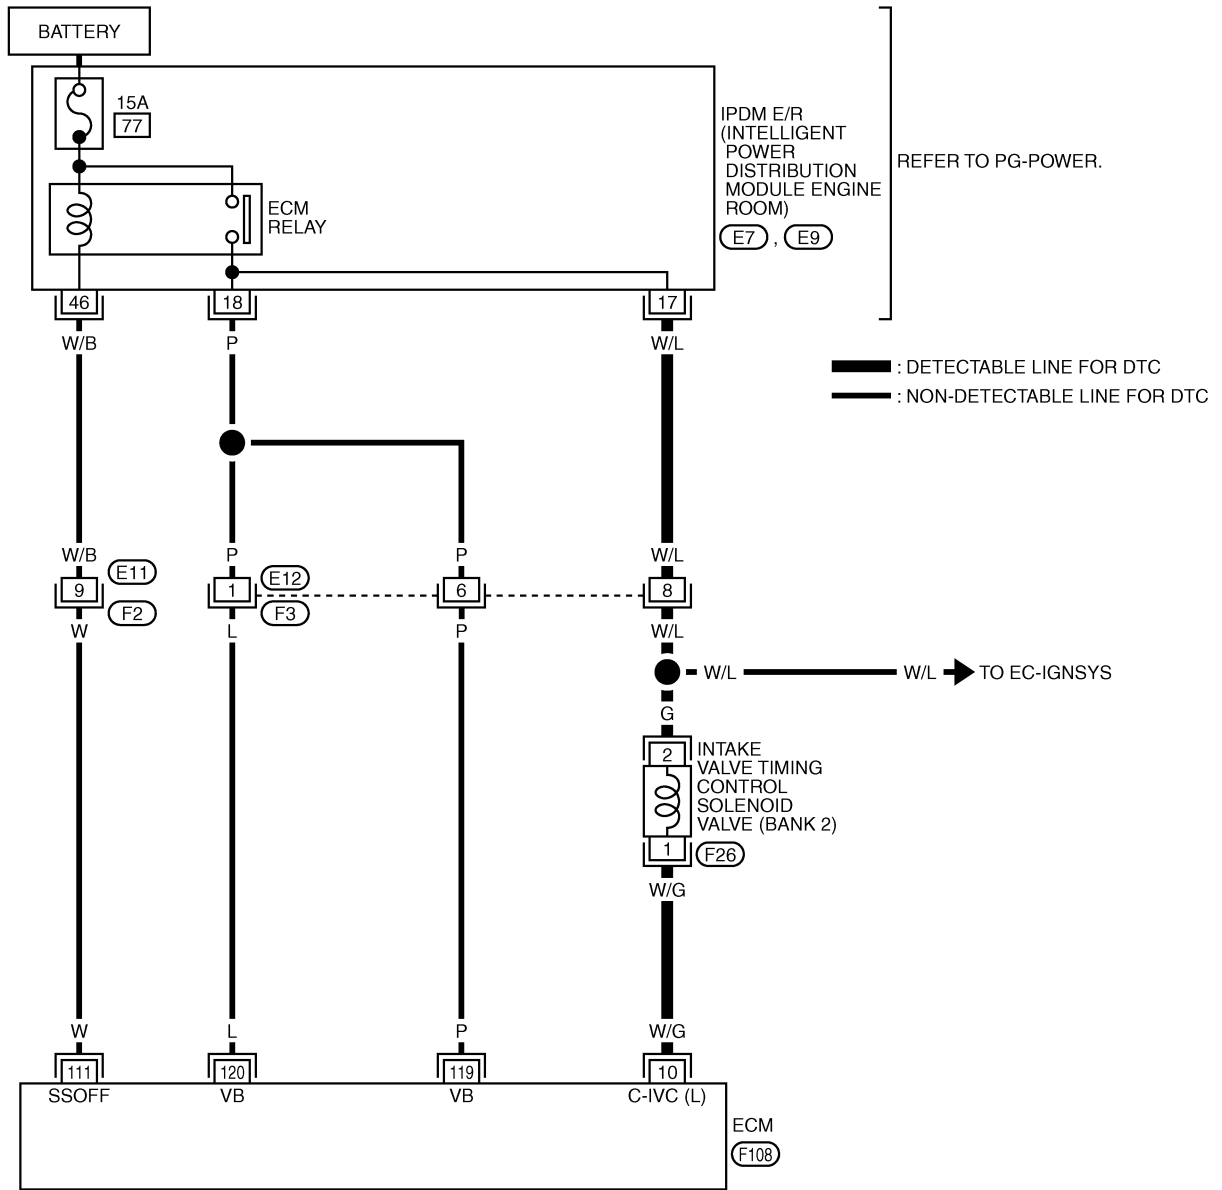 BATTERY
15A
77
IPDM E/R
(INTELLIGENT
POWER
DISTRIBUTION
MODULE ENGINE
ROOM)
E7 , E9
REFER TO PG-POWER.
ECM
RELAY
46 18 17
W/B P W/L
: DETECTABLE LINE FOR DTC
: NON-DETECTABLE LINE FOR DTC
W/B P P W/L
E11 E12
9 1 6 8
F2 F3
W L P W/L
W/L W/L TO EC-IGNSYS
G
2
INTAKE
VALVE TIMING
CONTROL
SOLENOID
VALVE (BANK 2)
1 F26
W/G
W L P W/G
111 120 119 10
SSOFF VB VB C-IVC (L)
ECM
F108